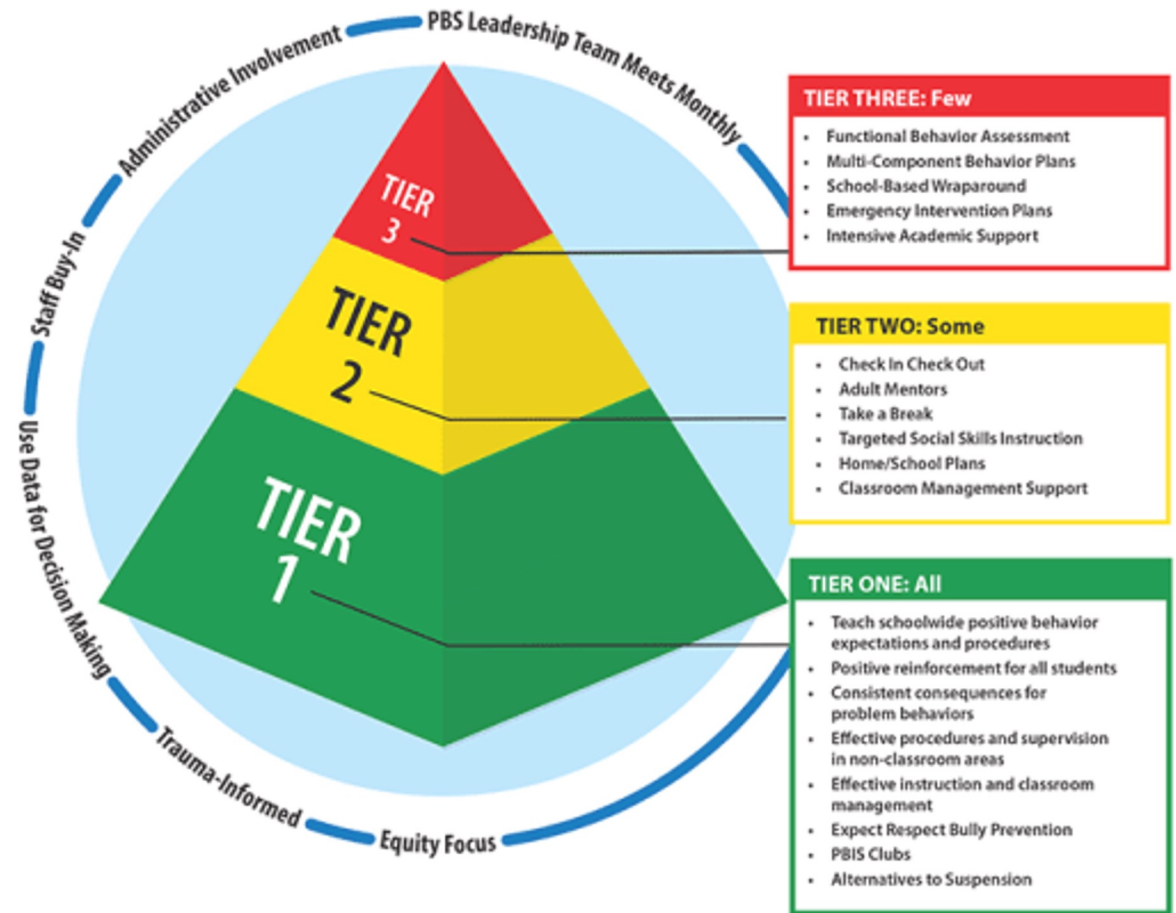 PBS Leadership Team Meets Monthly
Administrative Involvement
Staff Buy-In
Use Data for Decision Making
Trauma-Informed
Equity Focus
TIER
3
TIER
2
TIER
1
TIER THREE: Few
• Functional Behavior Assessment
• Multi-Component Behavior Plans
• School-Based Wraparound
• Emergency Intervention Plans
• Intensive Academic Support
TIER TWO: Some
• Check In Check Out
• Adult Mentors
• Take a Break
• Targeted Social Skills Instruction
• Home/School Plans
• Classroom Management Support
TIER ONE: All
• Teach schoolwide positive behavior
expectations and procedures
• Positive reinforcement for all students
• Consistent consequences for
problem behaviors
• Effective procedures and supervision
in non-classroom areas
• Effective instruction and classroom
management
• Expect Respect Bully Prevention
• PBIS Clubs
• Alternatives to Suspension